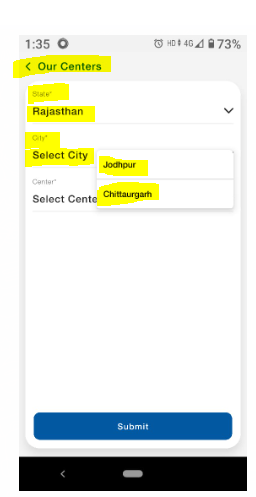 1:35 HD 4G 73%
Our Centers
State*
Rajasthan
City*
Select City
Jodhpur
Center*
Chittaurgarh
Select Cente
Submit